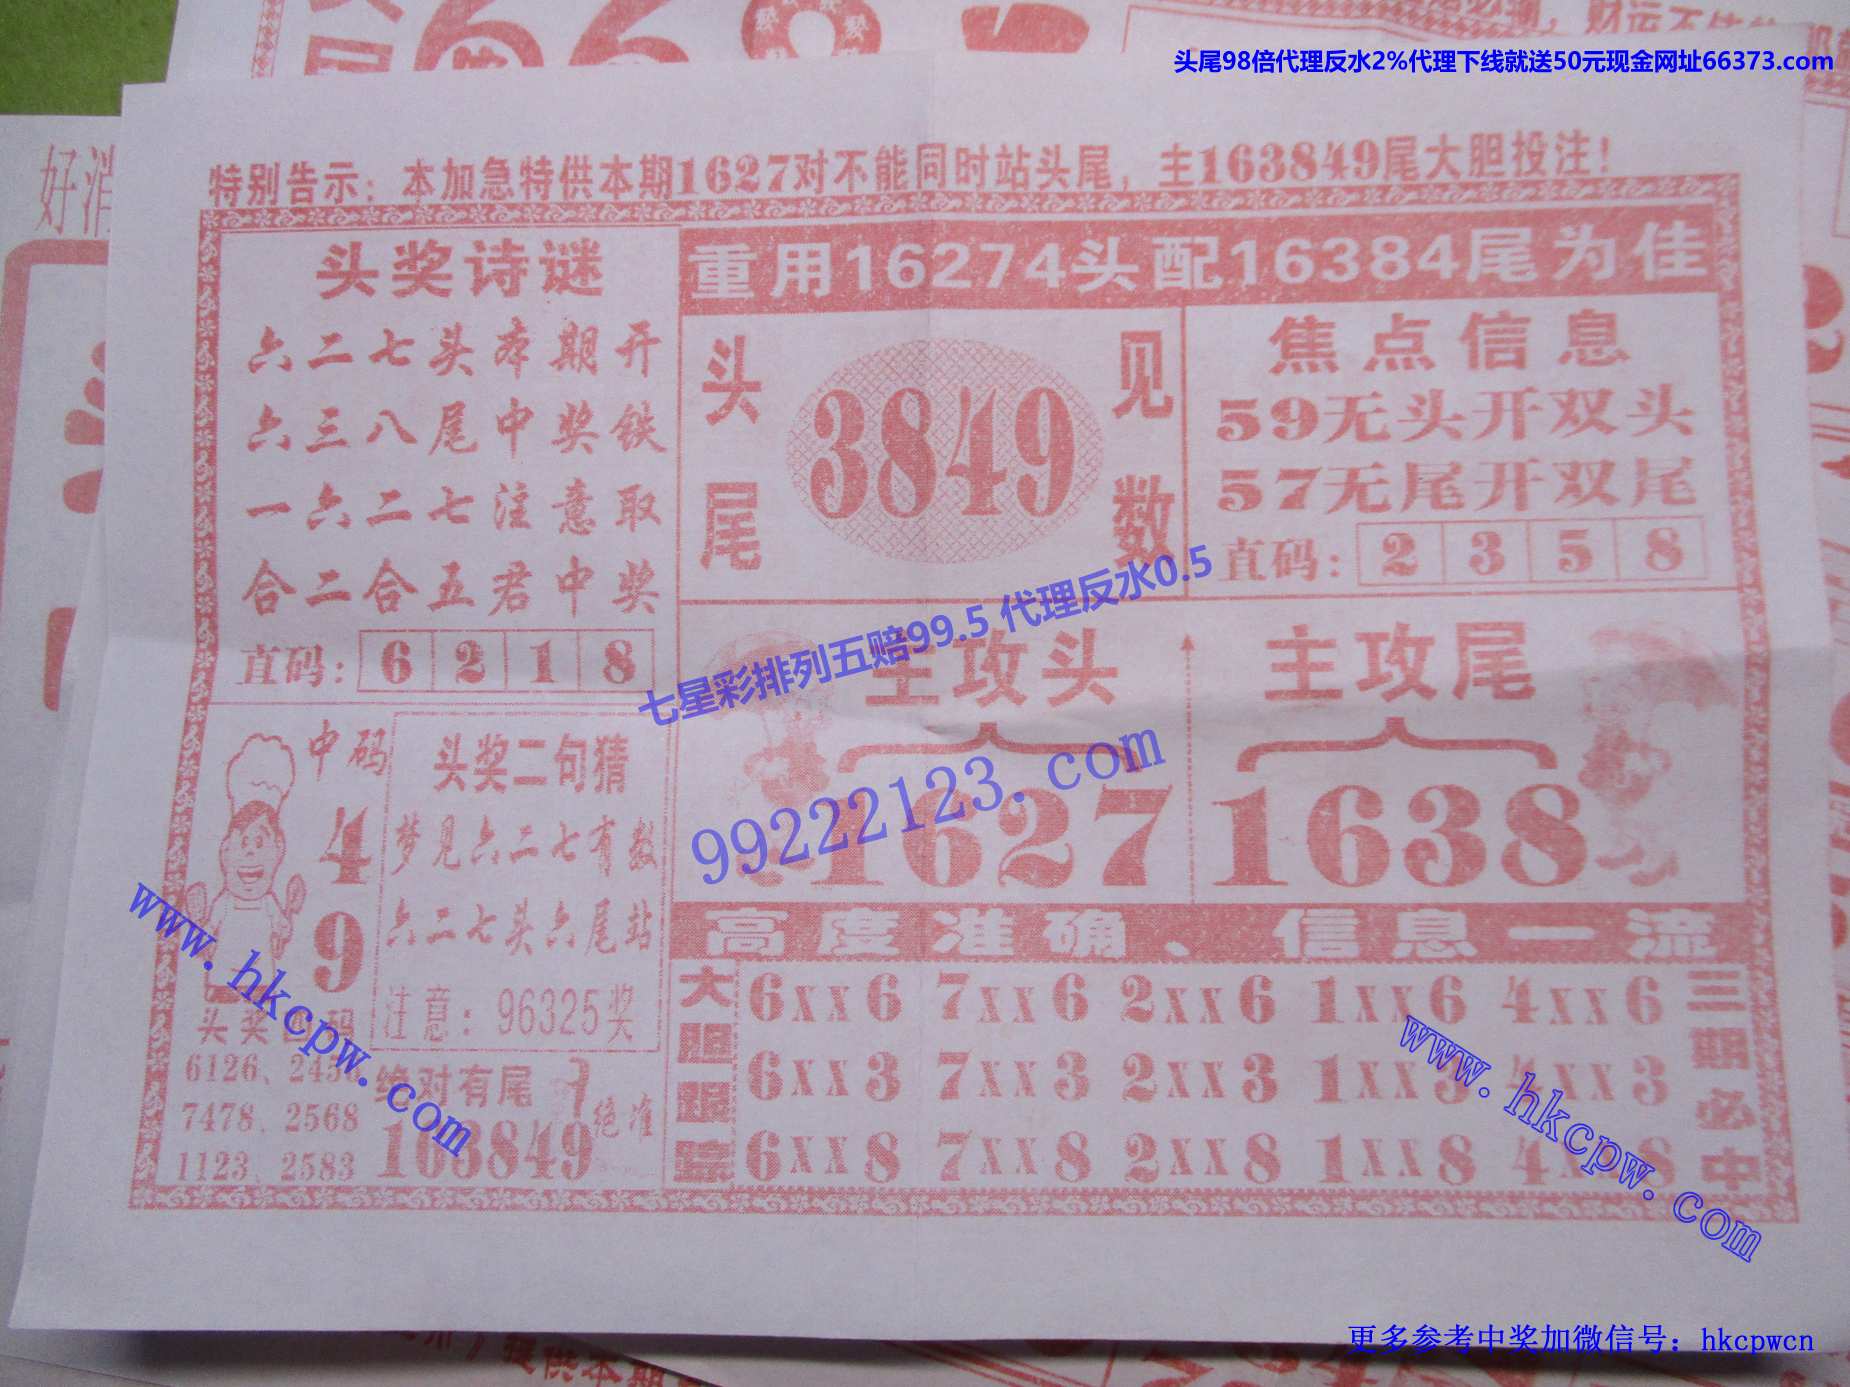 头尾98倍代理反水2%代理下线就送50元现金网址66373.com
好消
特别告示：本加急特供本期1627对不能同时站头尾，主163849尾大胆投注！
头奖诗谜
六二七头本期开
六三八尾中奖铁
一六二七注意取
合二合五君中奖
直码：6 2 1 8
重用16274头配16384尾为佳
头尾
3849
见数
焦点信息
59无头开双头
57无尾开双尾
直码：2 3 5 8
七星彩排列五赔99.5 代理反水0.5
99222123.com
主攻头
1627
主攻尾
1638
中码
4
9
头奖二句猜
梦见六二七有数
六二七头六尾站
注意：96325奖
www.hkcpw.com
7478、2568
1123、2583
绝对有尾
163849
绝准
高度准确、信息一流
大胆跟踪
6XX6 7XX6 2XX6 1XX6 4XX6
6XX3 7XX3 2XX3 1XX3 4XX3
6XX8 7XX8 2XX8 1XX8 4XX8
三期必中
www.hkcpw.com
更多参考中奖加微信号：hkcpwcn